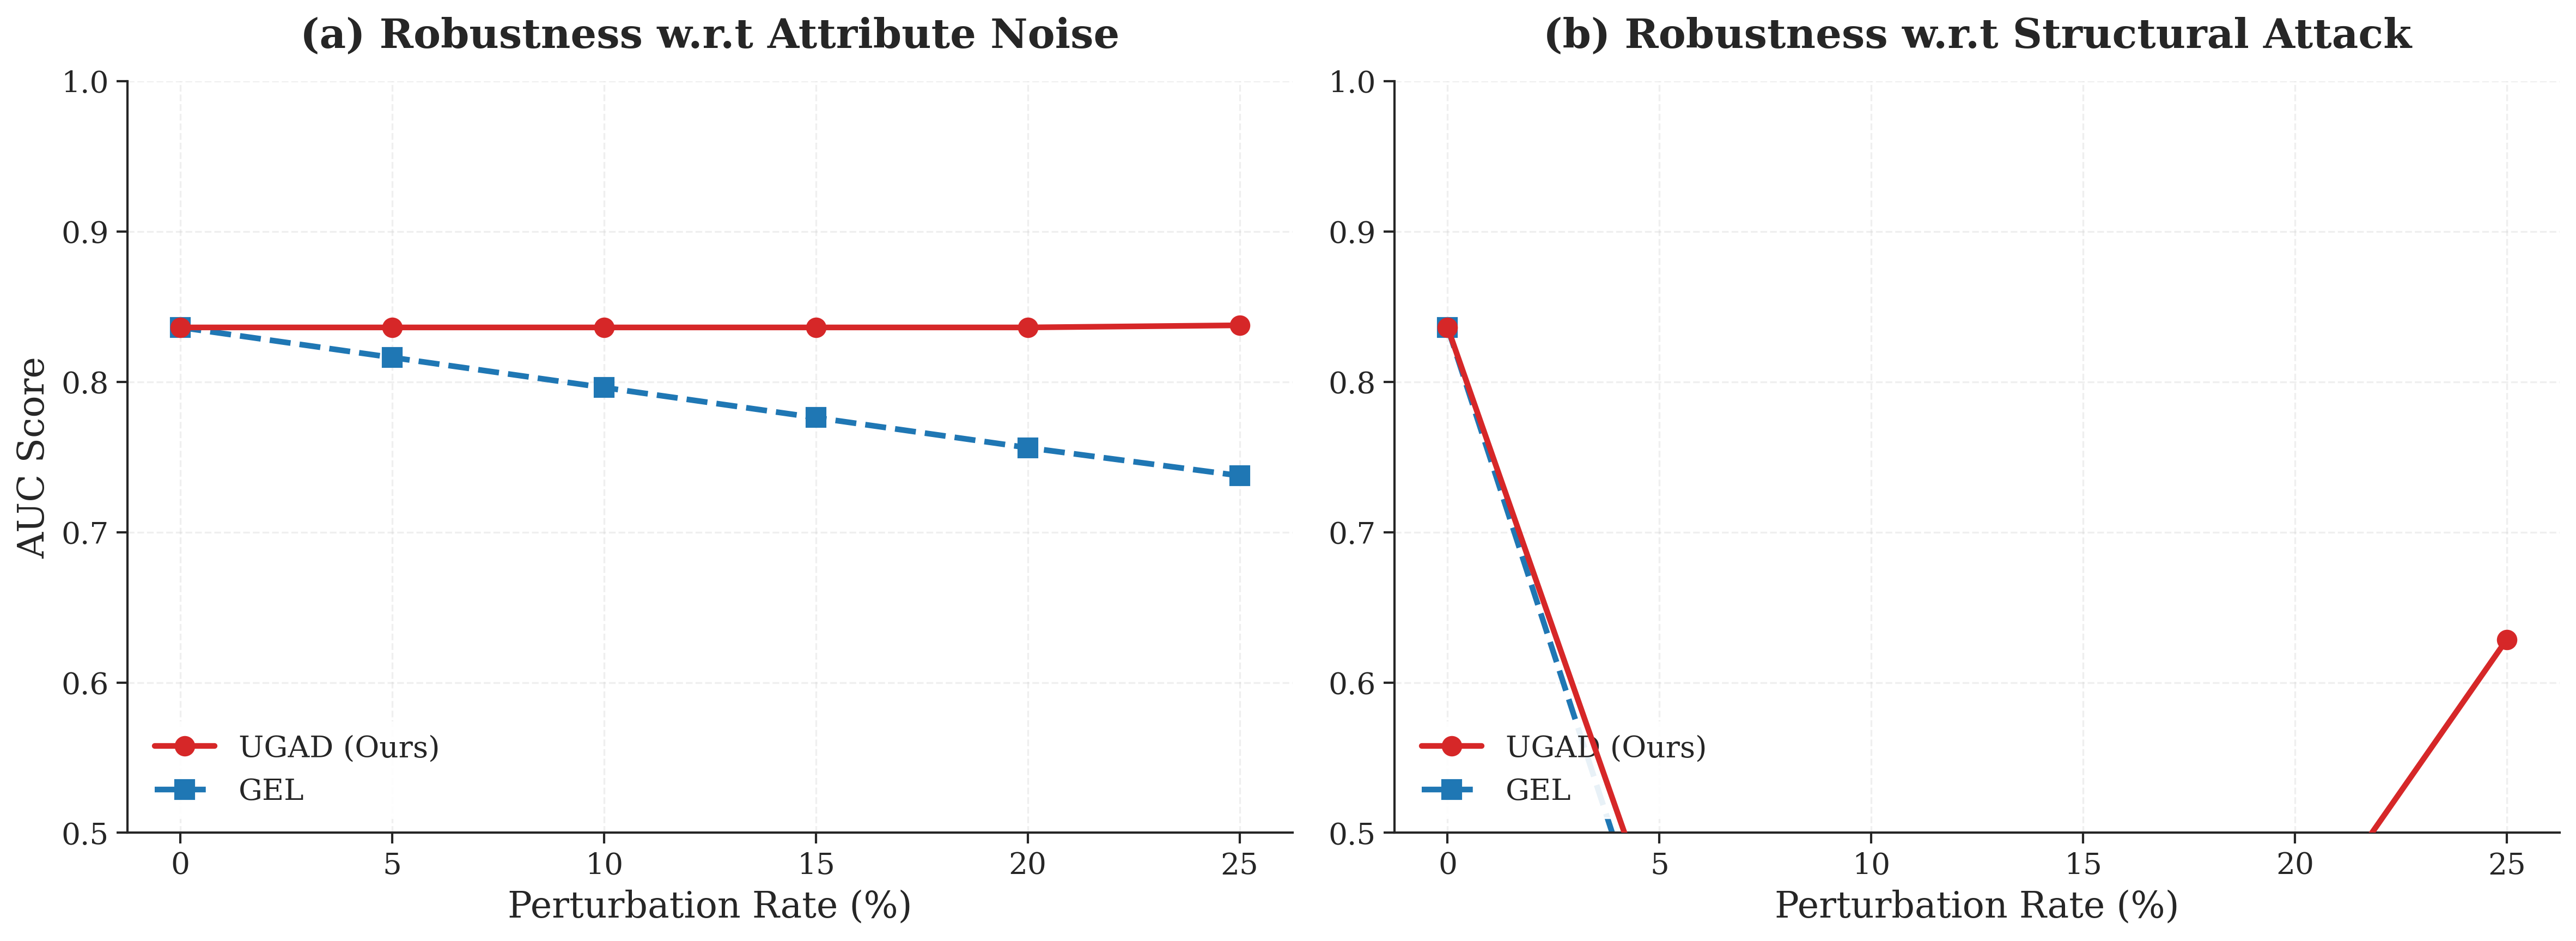 (a) Robustness w.r.t Attribute Noise
1.0
0.9
0.8
0.7
0.6
0.5
AUC Score
UGAD (Ours)
GEL
0 5 10 15 20 25
Perturbation Rate (%)
(b) Robustness w.r.t Structural Attack
1.0
0.9
0.8
0.7
0.6
0.5
UGAD (Ours)
GEL
0 5 10 15 20 25
Perturbation Rate (%)